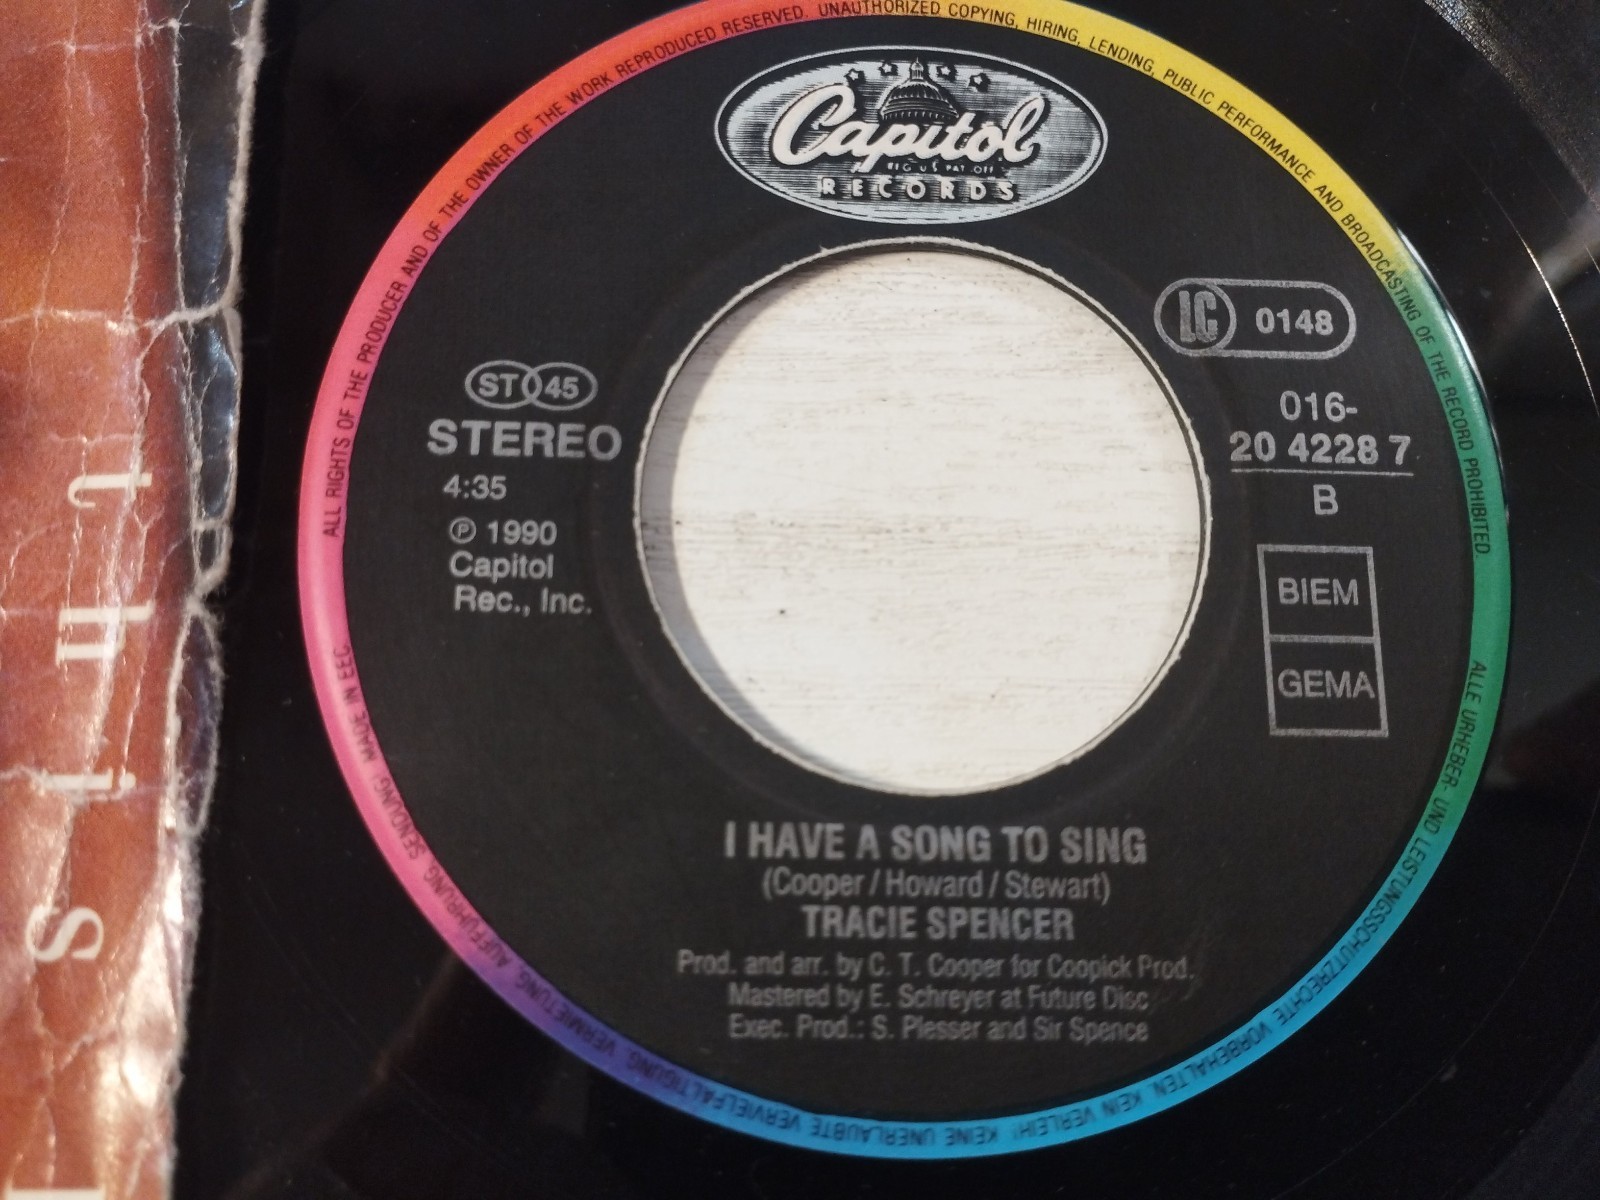 ALL RIGHTS OF THE PRODUCER AND OF THE OWNER OF THE WORK REPRODUCED RESERVED. UNAUTHORIZED COPYING, HIRING, LENDING, PUBLIC PERFORMANCE AND BROADCASTING OF THE RECORD PROHIBITED
Capitol
REG. U.S. PAT. OFF.
RECORDS
LC 0148
ST 45
STEREO
4:35
℗ 1990
Capitol
Rec., Inc.
016-
20 4228 7
B
BIEM
GEMA
I HAVE A SONG TO SING
(Cooper / Howard / Stewart)
TRACIE SPENCER
Prod. and arr. by C. T. Cooper for Coopick Prod.
Mastered by E. Schreyer at Future Disc
Exec. Prod.: S. Plesser and Sir Spence
ALLE URHEBER- UND LEISTUNGSSCHUTZRECHTE VORBEHALTEN. KEIN VERLEIH! KEINE UNERLAUBTE VERVIELFÄLTIGUNG, VERMIETUNG, AUFFÜHRUNG, SENDUNG! MADE IN EEC.
this